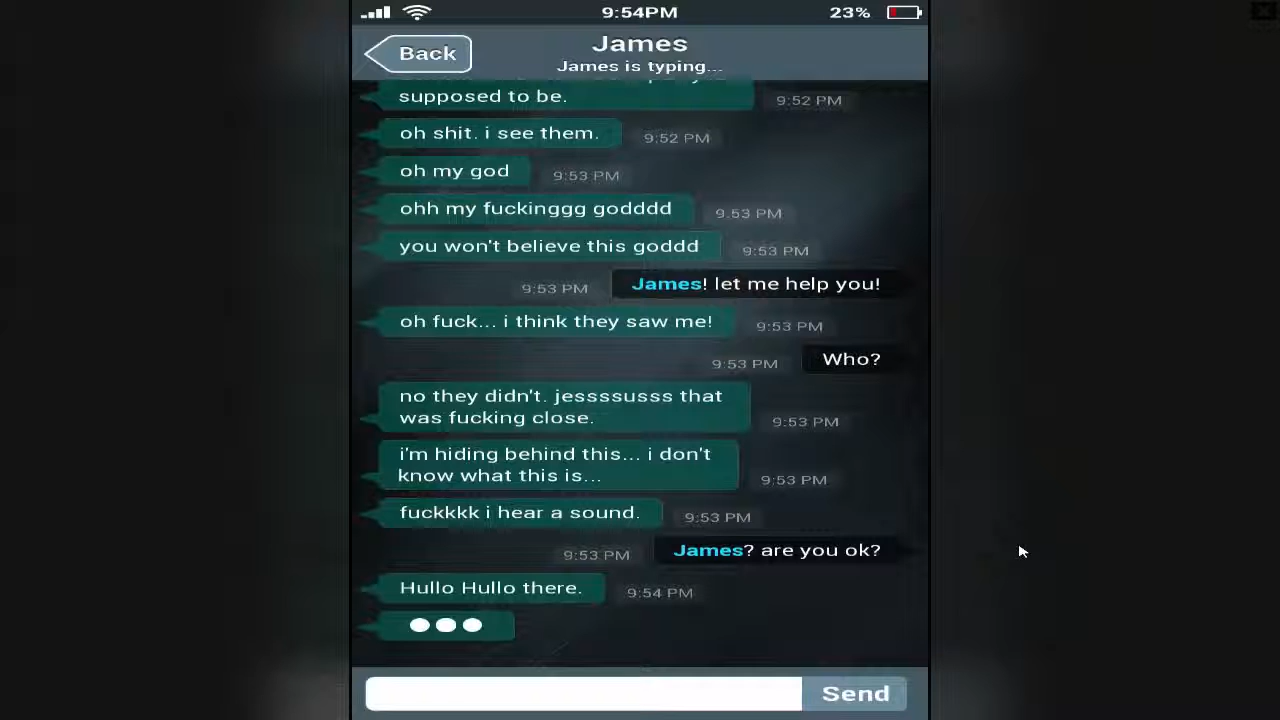 9:54PM
23%
Back
James
James is typing...
supposed to be.
9:52 PM
oh shit. i see them.
9:52 PM
oh my god
9:53 PM
ohh my fuckinggg godddd
9:53 PM
you won't believe this goddd
9:53 PM
9:53 PM
James! let me help you!
oh fuck... i think they saw me!
9:53 PM
9:53 PM
Who?
no they didn't. jessssusss that
was fucking close.
9:53 PM
i'm hiding behind this... i don't
know what this is...
9:53 PM
fuckkkk i hear a sound.
9:53 PM
9:53 PM
James? are you ok?
Hullo Hullo there.
9:54 PM
Send